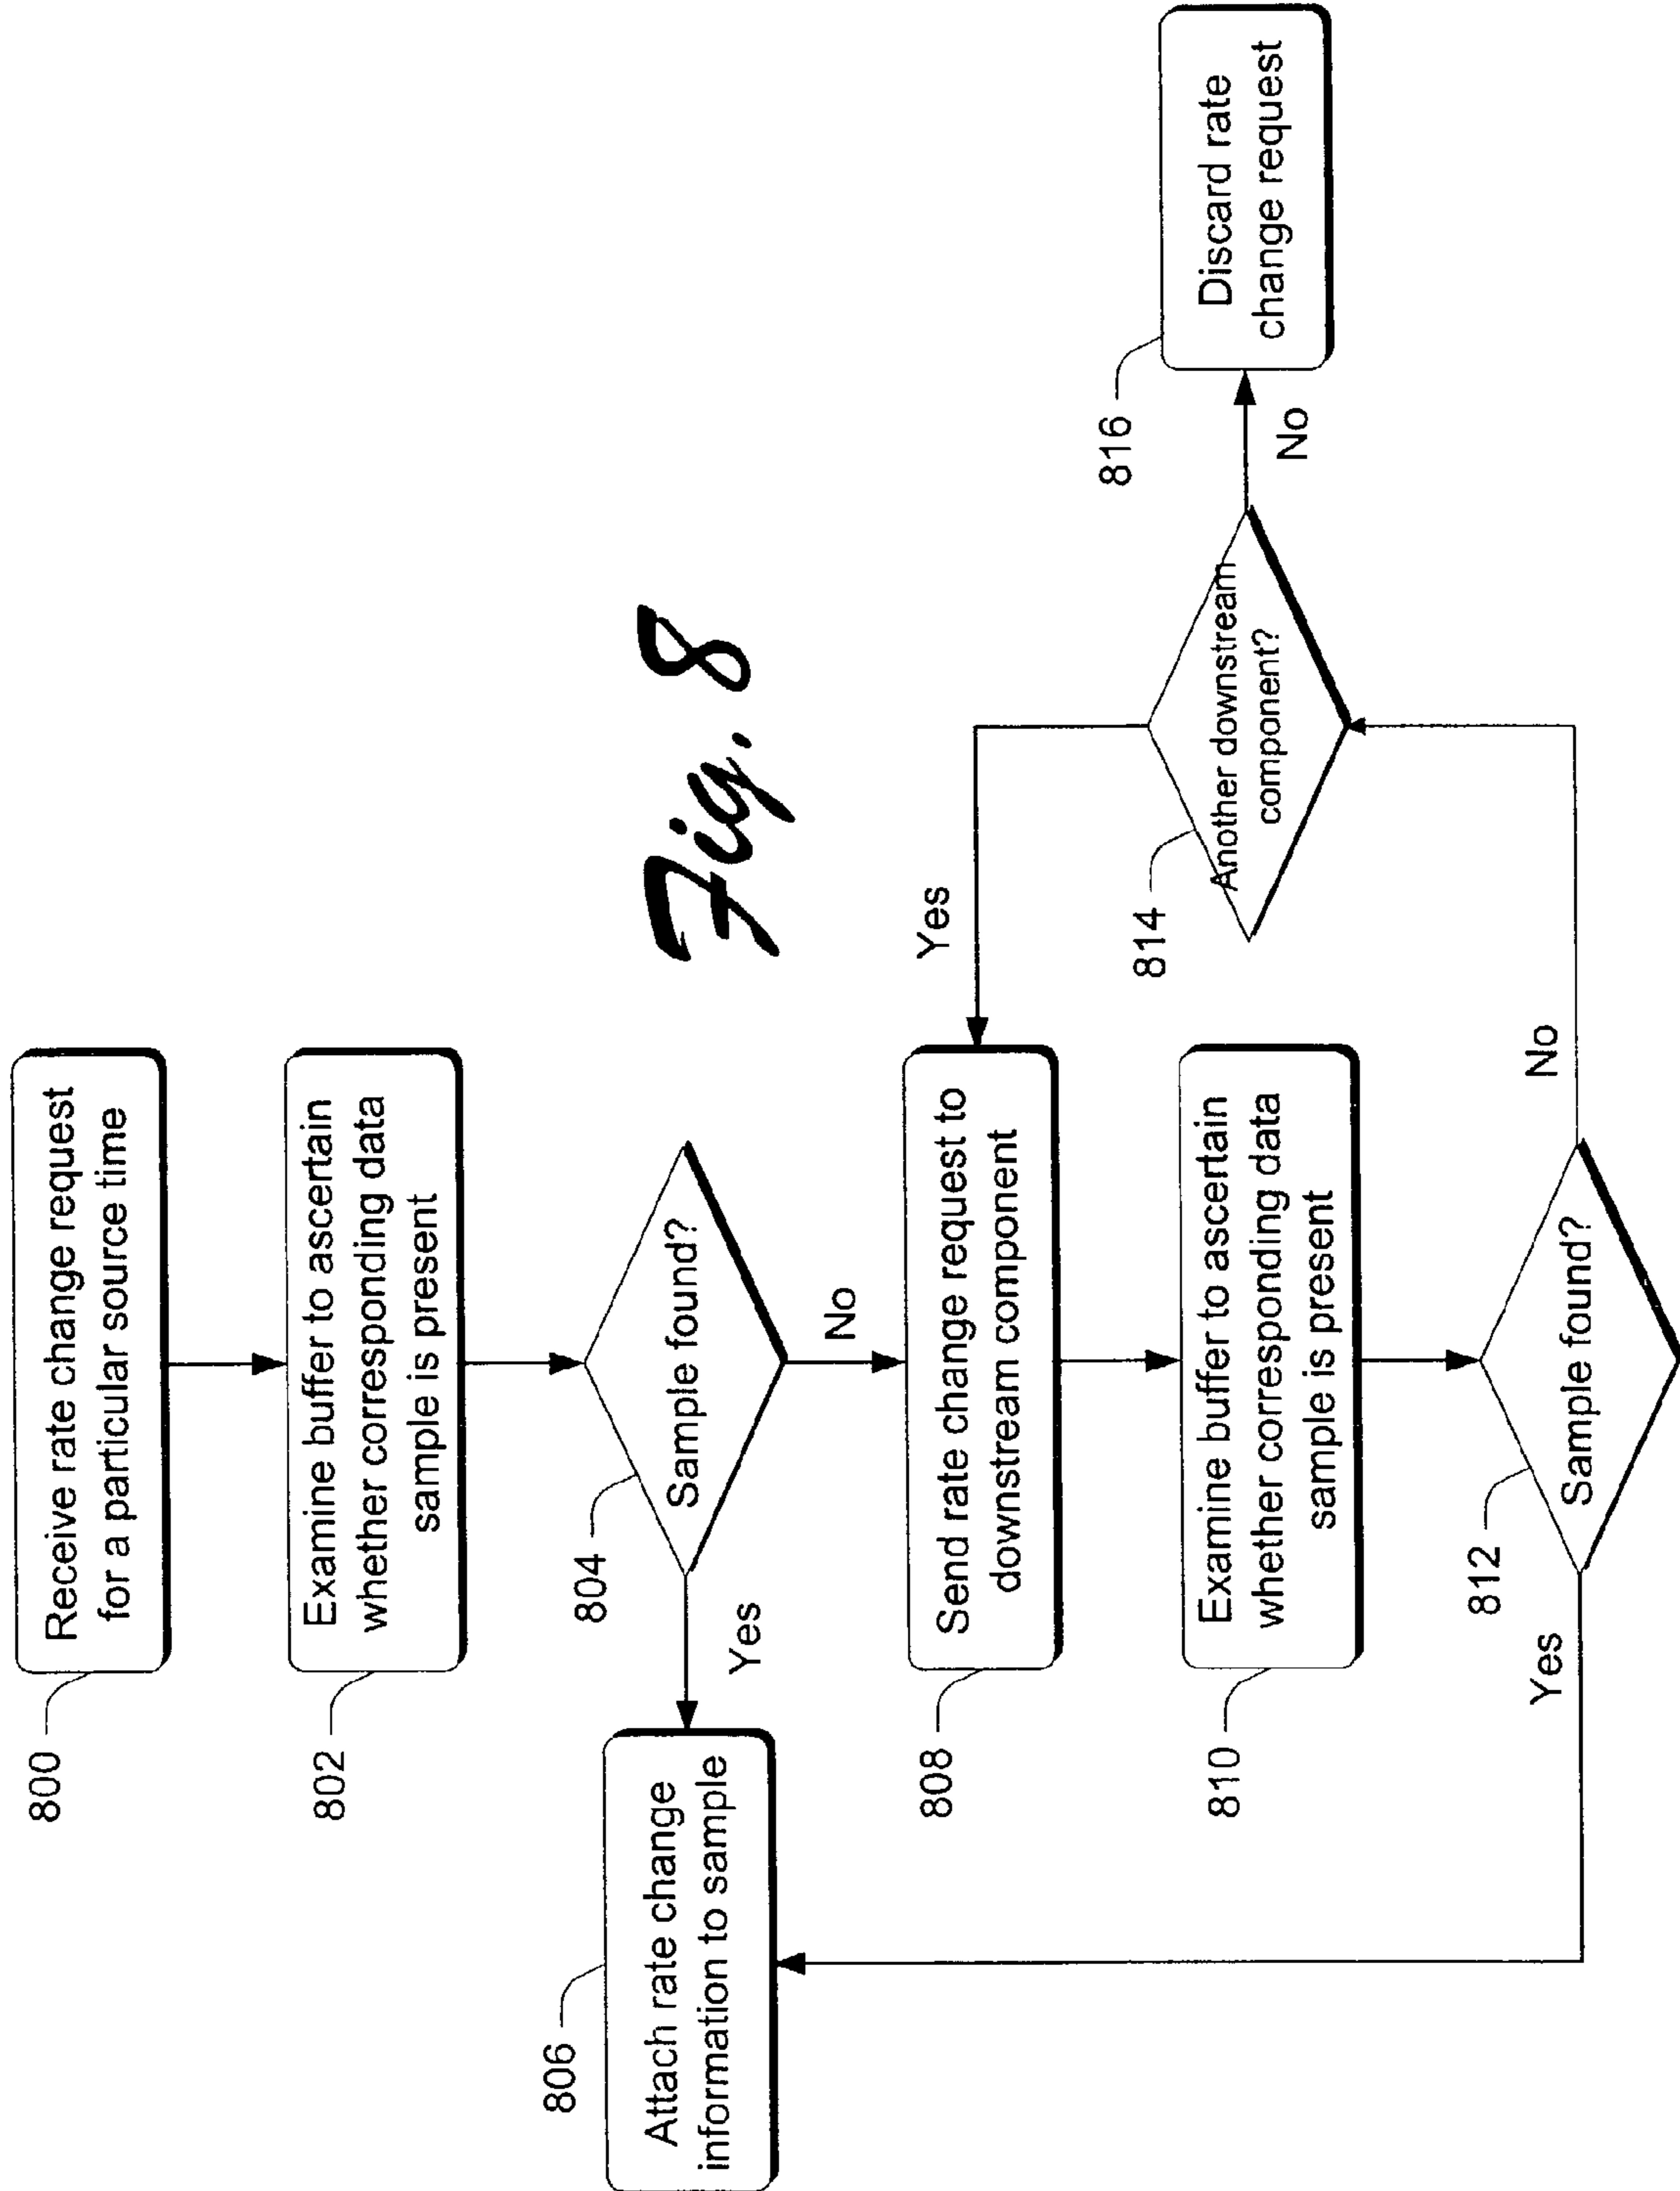 800
Receive rate change request
for a particular source time
802
Examine buffer to ascertain
whether corresponding data
sample is present
804
Sample found?
Yes
No
806
Attach rate change
information to sample
Fig. 8
808
Send rate change request to
downstream component
Yes
810
Examine buffer to ascertain
whether corresponding data
sample is present
814
Another downstream
component?
No
816
Discard rate
change request
812
Sample found?
Yes
No